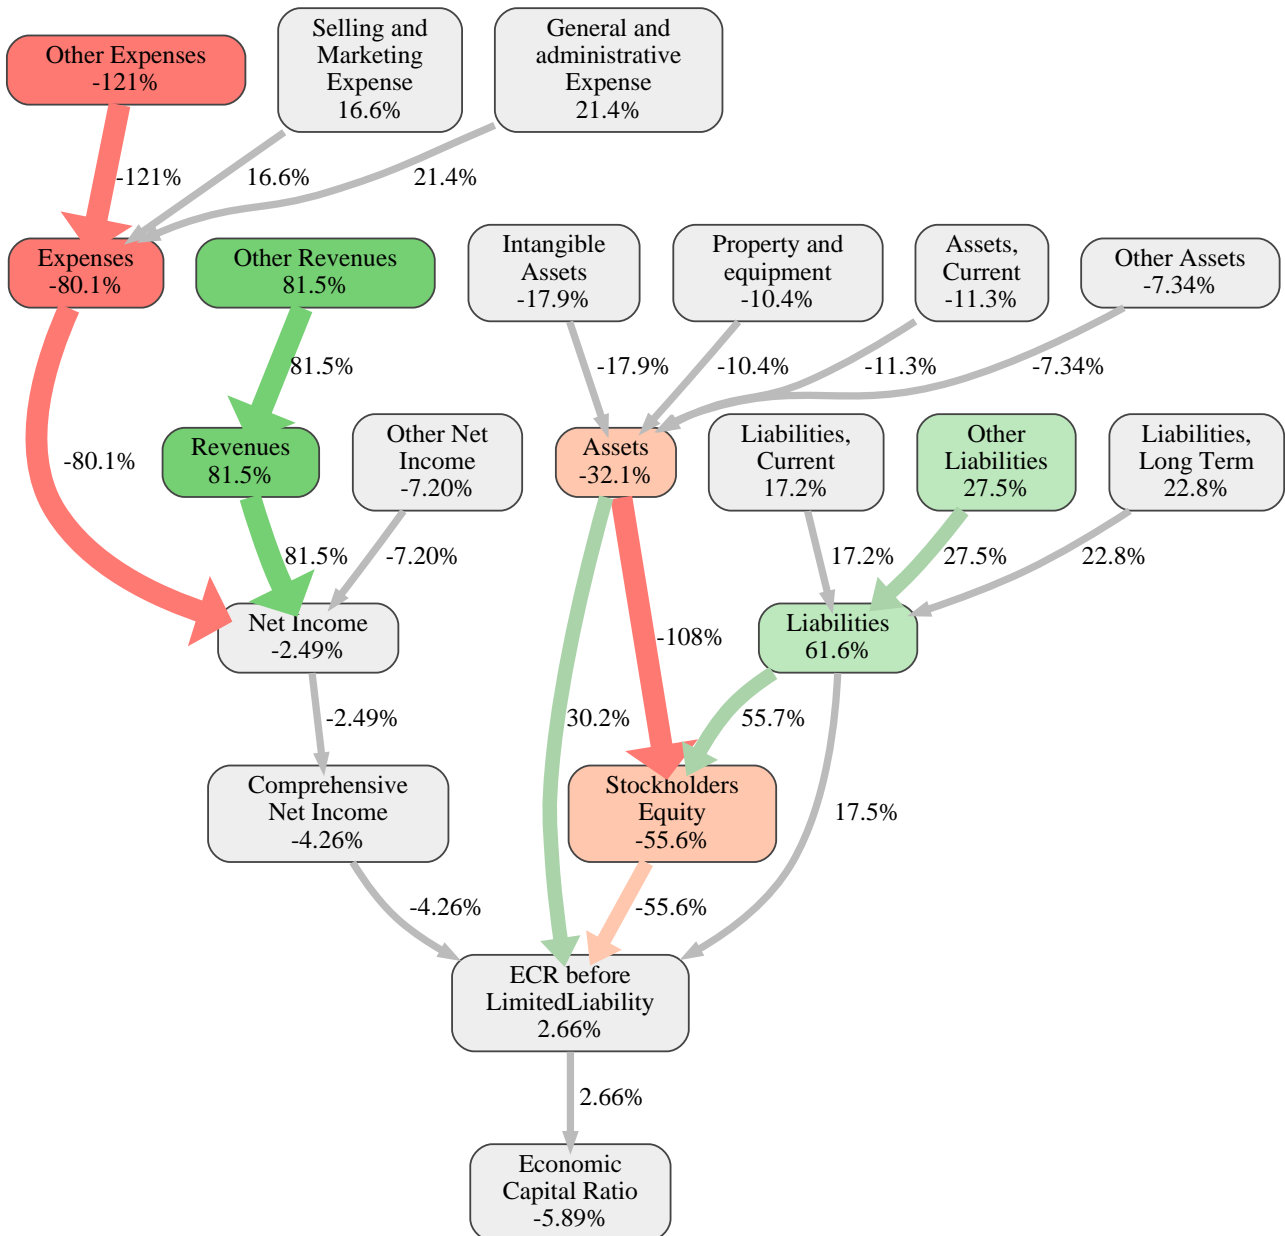 Other Expenses
-121%
Selling and
Marketing
Expense
16.6%
General and
administrative
Expense
21.4%
-121%
16.6%
21.4%
Expenses
-80.1%
Other Revenues
81.5%
Intangible
Assets
-17.9%
Property and
equipment
-10.4%
Assets,
Current
-11.3%
Other Assets
-7.34%
81.5%
-17.9%
-10.4%
-11.3%
-7.34%
-80.1%
Revenues
81.5%
Other Net
Income
-7.20%
Assets
-32.1%
Liabilities,
Current
17.2%
Other
Liabilities
27.5%
Liabilities,
Long Term
22.8%
81.5%
-7.20%
17.2%
27.5%
22.8%
Net Income
-2.49%
-108%
Liabilities
61.6%
-2.49%
30.2%
55.7%
Comprehensive
Net Income
-4.26%
Stockholders
Equity
-55.6%
17.5%
-4.26%
-55.6%
ECR before
LimitedLiability
2.66%
2.66%
Economic
Capital Ratio
-5.89%